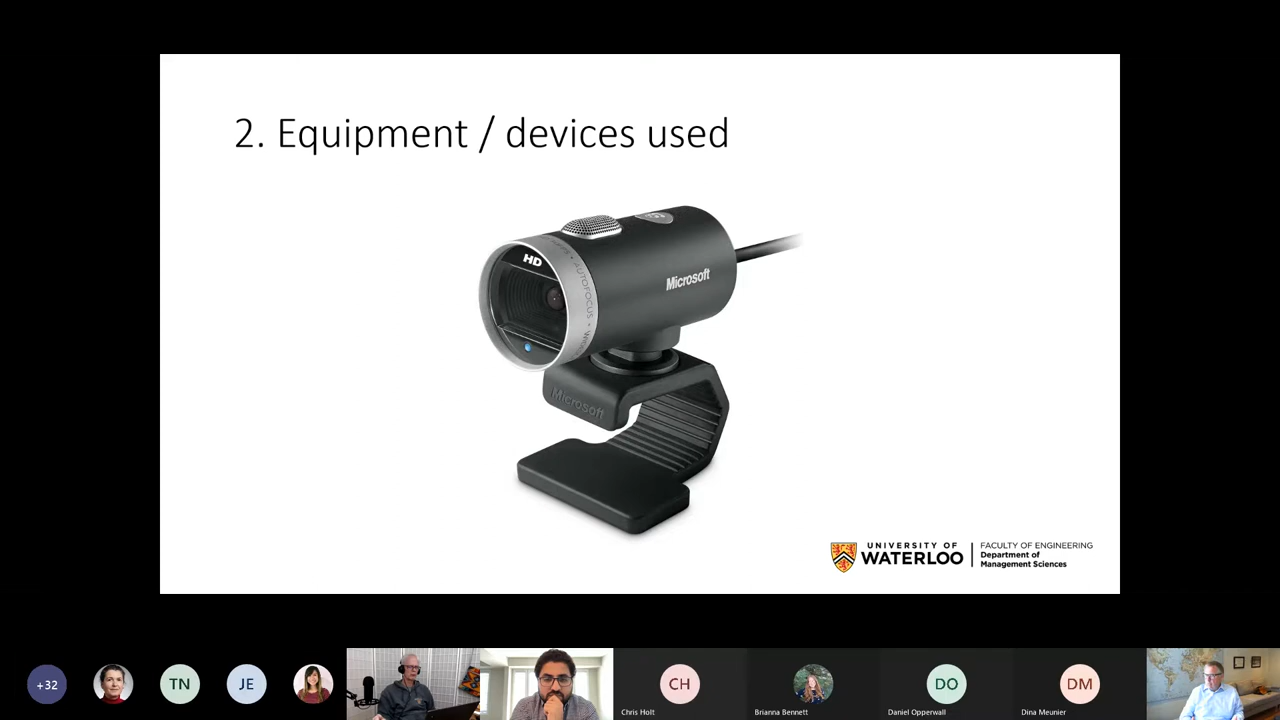 2. Equipment / devices used
HD
AUTOFOCUS
Microsoft
Microsoft
UNIVERSITY OF
WATERLOO
FACULTY OF ENGINEERING
Department of
Management Sciences
+32
TN
JE
CH
DO
DM
Chris Holt
Brianna Bennett
Daniel Opperwall
Dina Meunier